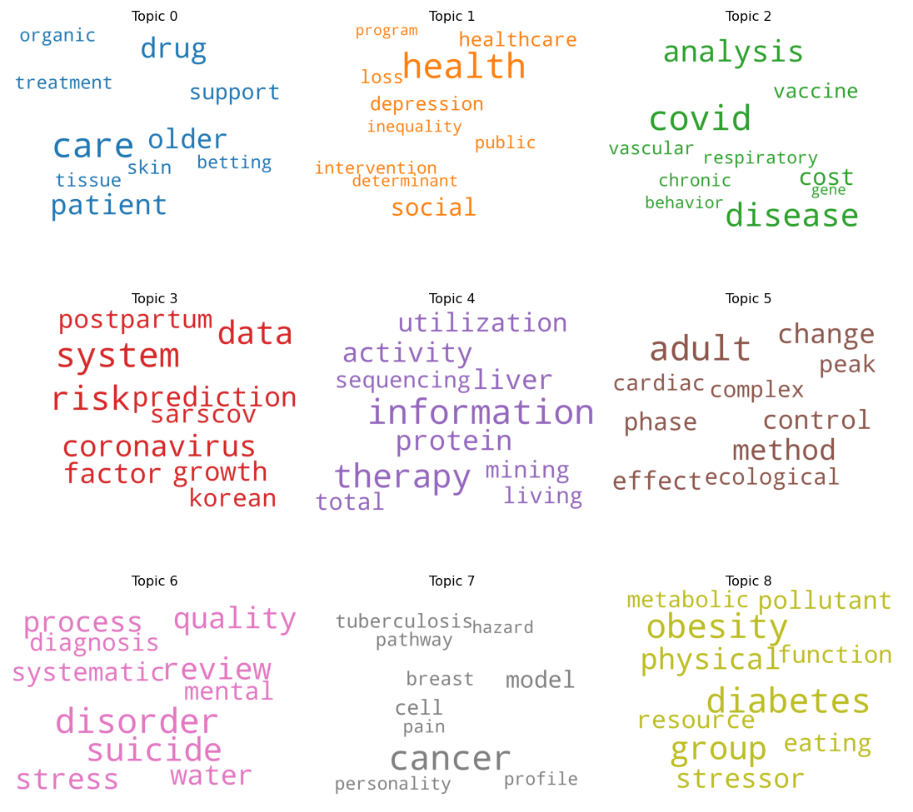 Topic 0
organic
drug
treatment
support
older
care
betting
skin
tissue
patient
Topic 1
program
healthcare
health
loss
depression
inequality
public
intervention
determinant
social
Topic 2
analysis
vaccine
covid
vascular
respiratory
cost
chronic
gene
behavior
disease
Topic 3
postpartum
data
system
risk
prediction
sarscov
coronavirus
factor
growth
korean
Topic 4
utilization
activity
sequencing
liver
information
protein
therapy
mining
total
living
Topic 5
adult
change
peak
cardiac
complex
phase
control
method
effect
ecological
Topic 6
process
quality
diagnosis
systematic
review
mental
disorder
suicide
stress
water
Topic 7
tuberculosis
hazard
pathway
breast
model
cell
pain
cancer
personality
profile
Topic 8
metabolic
pollutant
obesity
physical
function
diabetes
resource
group
eating
stressor